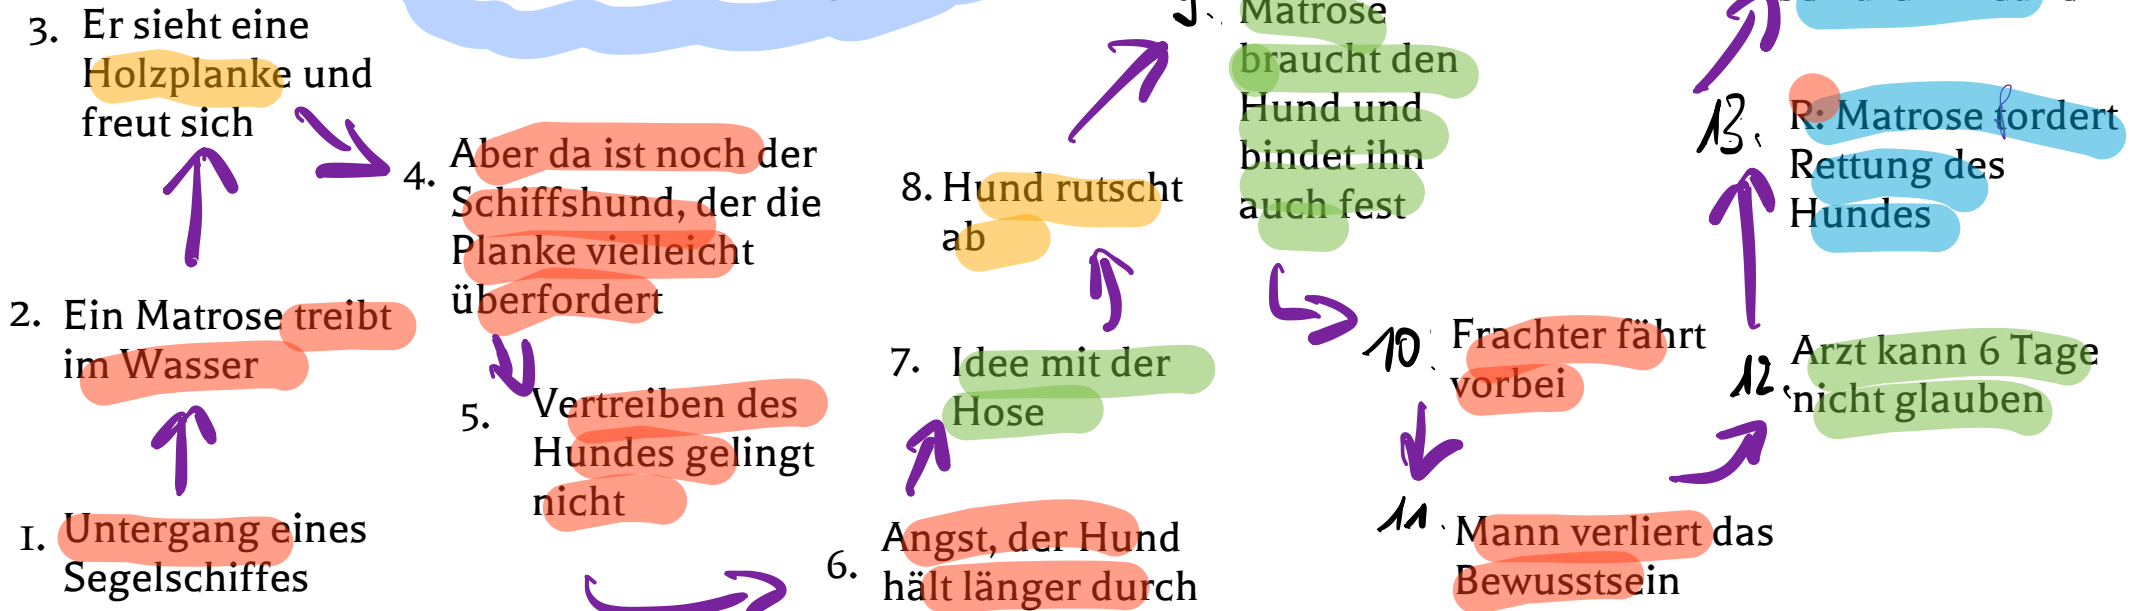 1. Untergang eines
Segelschiffes
2. Ein Matrose treibt
im Wasser
3. Er sieht eine
Holzplanke und
freut sich
4. Aber da ist noch der
Schiffshund, der die
Planke vielleicht
überfordert
5. Vertreiben des
Hundes gelingt
nicht
6. Angst, der Hund
hält länger durch
7. Idee mit der
Hose
8. Hund rutscht
ab
9. Matrose
braucht den
Hund und
bindet ihn
auch fest
10. Frachter fährt
vorbei
11. Mann verliert das
Bewusstsein
12. Arzt kann 6 Tage
nicht glauben
13. R: Matrose fordert
Rettung des
Hundes